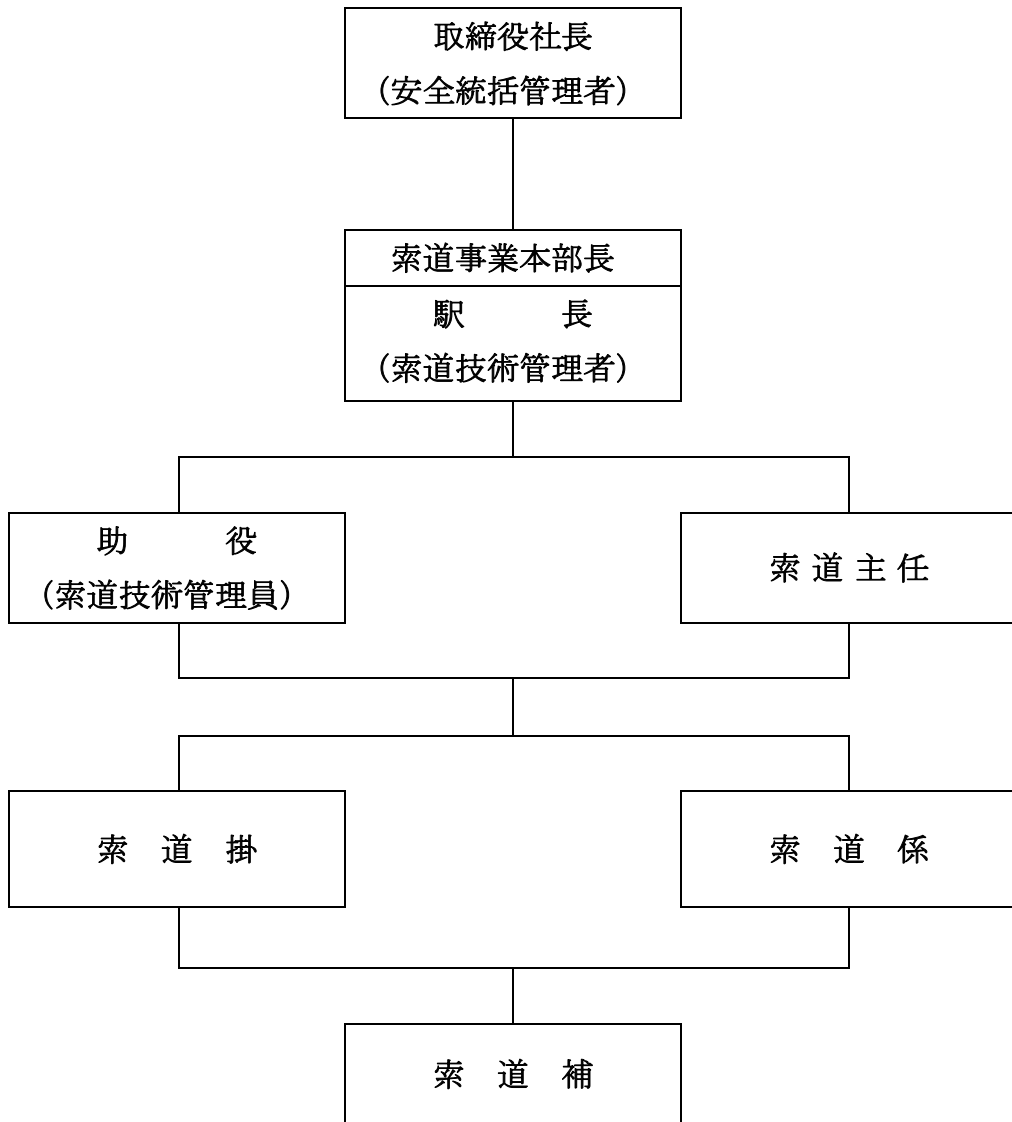 取締役社長
（安全統括管理者）
索道事業本部長
駅　　　長
（索道技術管理者）
助　　　役
（索道技術管理員）
索 道 主 任
索　道　掛
索　道　係
索　道　補